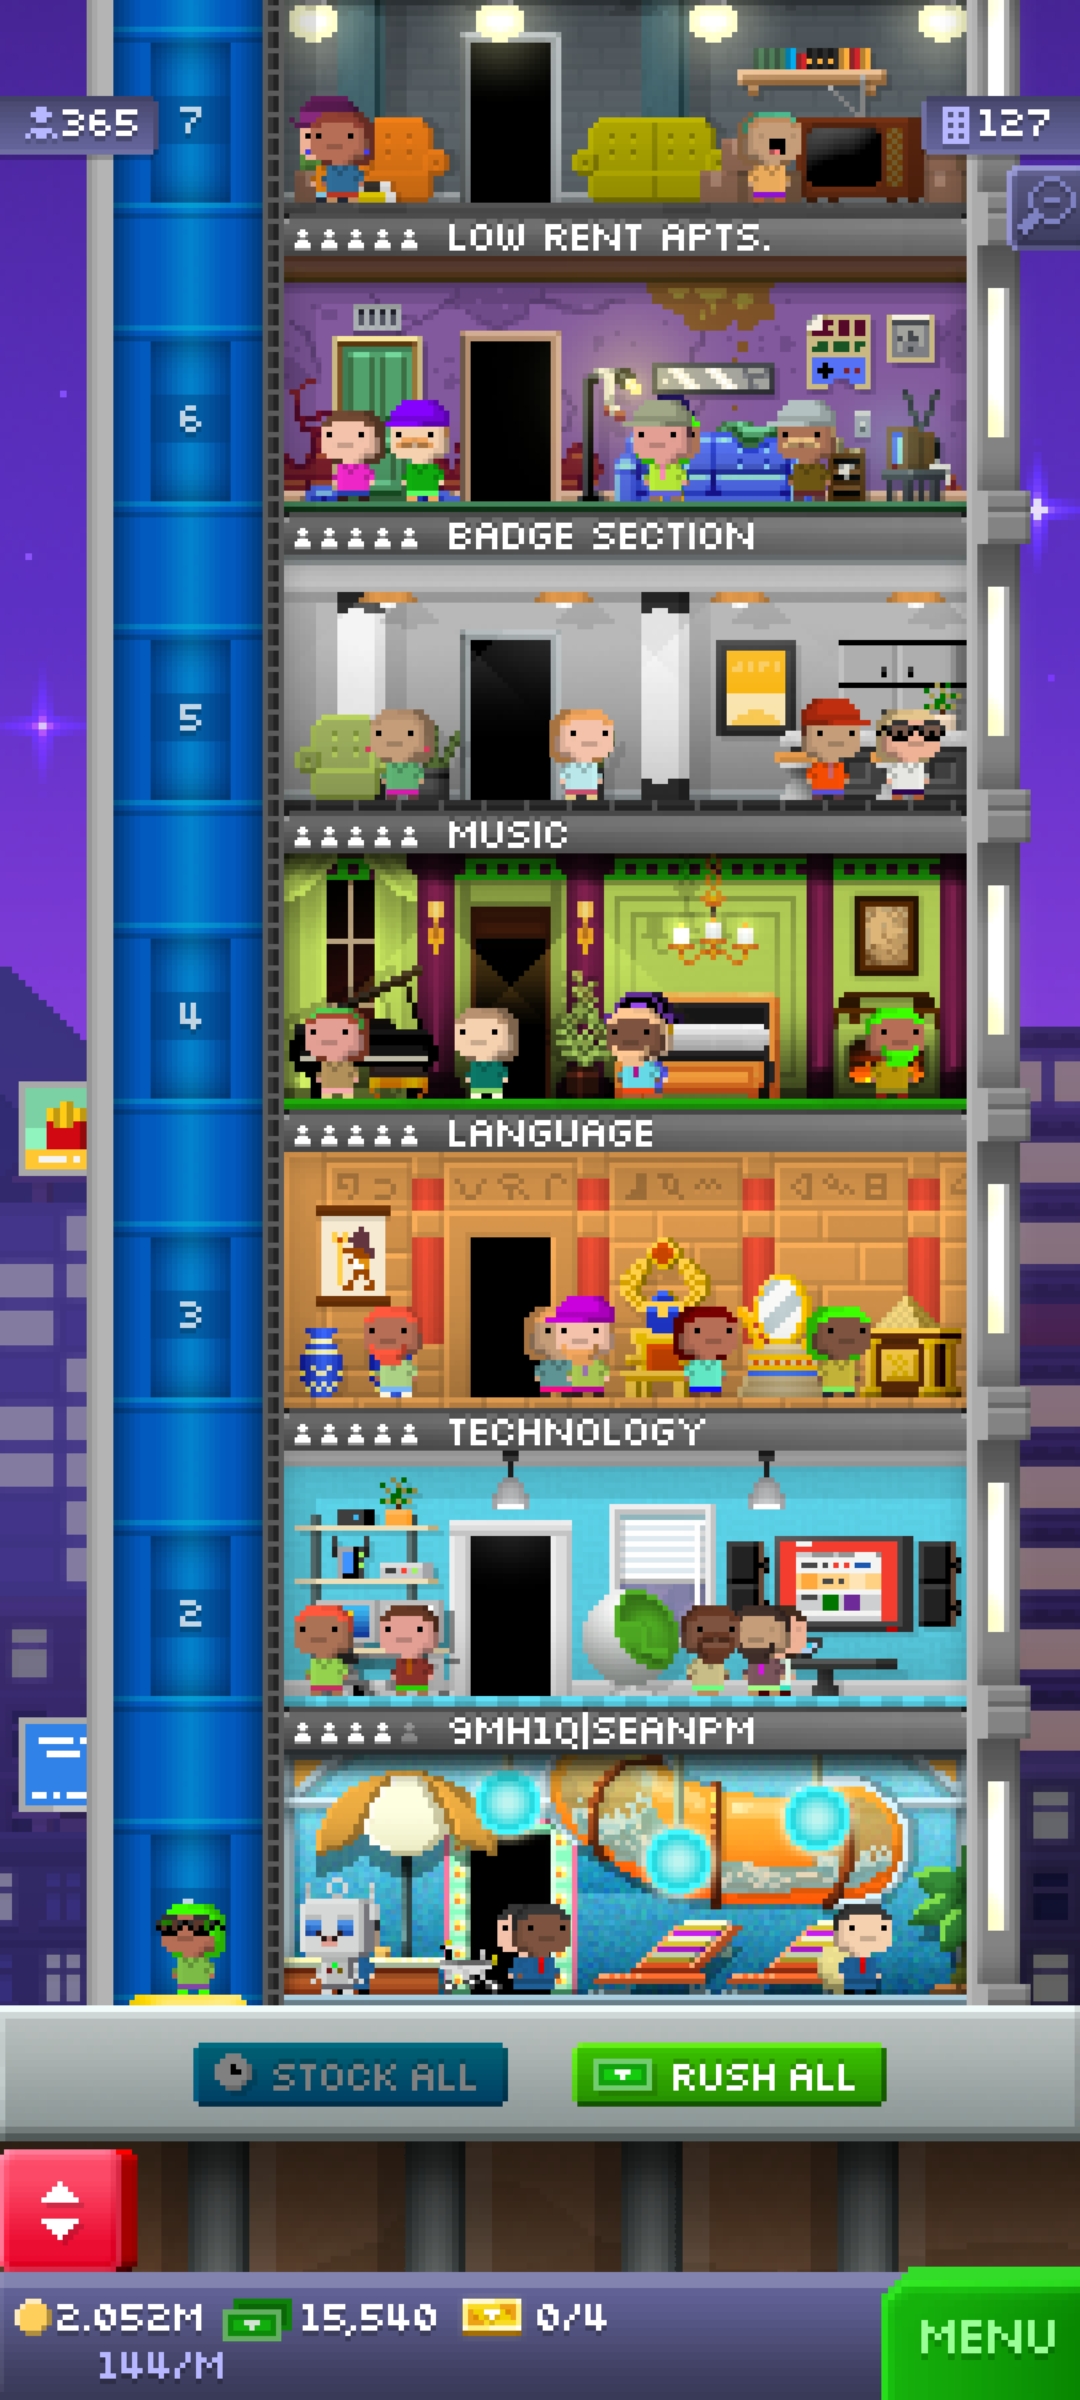 365
7
127
LOW RENT APTS.
6
BADGE SECTION
5
MUSIC
4
LANGUAGE
3
TECHNOLOGY
2
9MH1Q|SEANPM
STOCK ALL
RUSH ALL
2.052M
15,540
0/4
144/M
MENU